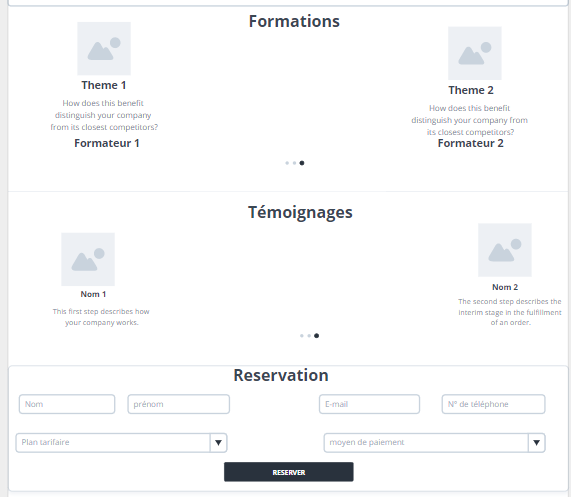 Formations
Theme 1
How does this benefit
distinguish your company
from its closest competitors?
Formateur 1
Theme 2
How does this benefit
distinguish your company from
its closest competitors?
Formateur 2
Témoignages
Nom 1
This first step describes how
your company works.
Nom 2
The second step describes the
interim stage in the fulfillment
of an order.
Reservation
Nom
prénom
E-mail
N° de téléphone
Plan tarifaire
moyen de paiement
RESERVER